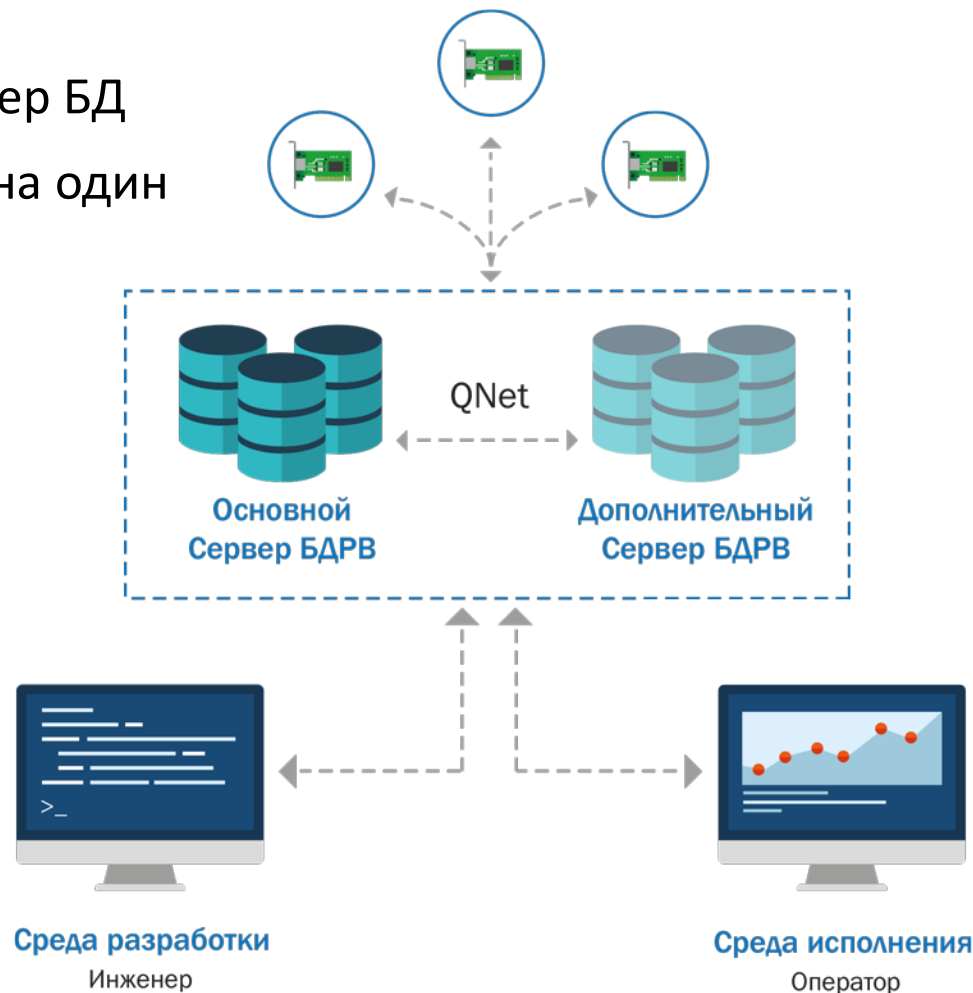 ер БД
на один
QNet
Основной
Сервер БДРВ
Дополнительный
Сервер БДРВ
>_
Среда разработки
Инженер
Среда исполнения
Оператор